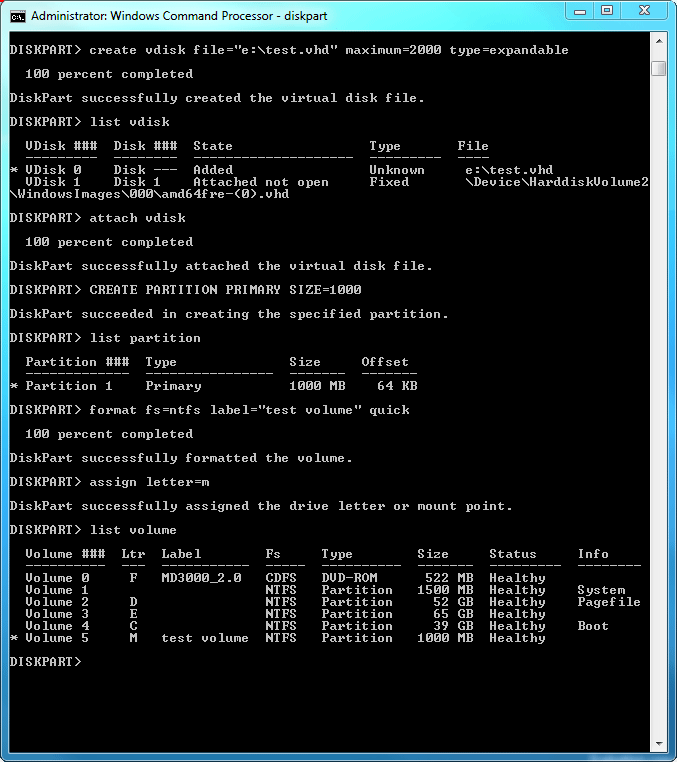 Administrator: Windows Command Processor - diskpart
DISKPART> create vdisk file="e:\test.vhd" maximum=2000 type=expandable
100 percent completed
DiskPart successfully created the virtual disk file.
DISKPART> list vdisk
VDisk ###  Disk ###  State                 Type       File
---------  --------  --------------------  ---------  ----
* VDisk 0    Disk ---  Added                 Unknown     e:\test.vhd
VDisk 1    Disk 1    Attached not open     Fixed       \Device\HarddiskVolume2
\WindowsImages\000\amd64fre-(0).vhd
DISKPART> attach vdisk
100 percent completed
DiskPart successfully attached the virtual disk file.
DISKPART> CREATE PARTITION PRIMARY SIZE=1000
DiskPart succeeded in creating the specified partition.
DISKPART> list partition
Partition ###  Type              Size     Offset
-------------  ----------------  -------  -------
* Partition 1    Primary           1000 MB    64 KB
DISKPART> format fs=ntfs label="test volume" quick
100 percent completed
DiskPart successfully formatted the volume.
DISKPART> assign letter=m
DiskPart successfully assigned the drive letter or mount point.
DISKPART> list volume
Volume ###  Ltr  Label        Fs     Type        Size     Status     Info
----------  ---  -----------  -----  ----------  -------  ---------  --------
Volume 0     F   MD3000_2.0   CDFS   DVD-ROM      522 MB  Healthy
Volume 1                      NTFS   Partition   1500 MB  Healthy    System
Volume 2     D                NTFS   Partition     52 GB  Healthy    Pagefile
Volume 3     E                NTFS   Partition     65 GB  Healthy
Volume 4     C                NTFS   Partition     39 GB  Healthy    Boot
* Volume 5     M   test volume  NTFS   Partition   1000 MB  Healthy
DISKPART>